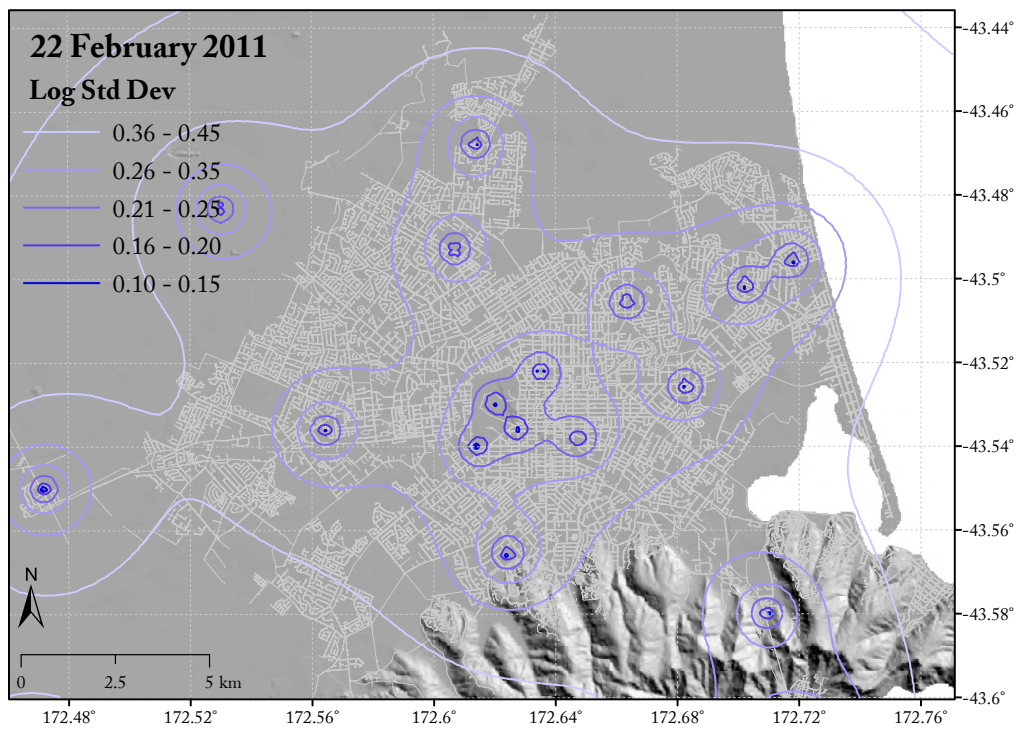 22 February 2011
Log Std Dev
0.36 - 0.45
0.26 - 0.35
0.21 - 0.25
0.16 - 0.20
0.10 - 0.15
N
0 2.5 5 km
-43.44°
-43.46°
-43.48°
-43.5°
-43.52°
-43.54°
-43.56°
-43.58°
-43.6°
172.48° 172.52° 172.56° 172.6° 172.64° 172.68° 172.72° 172.76°